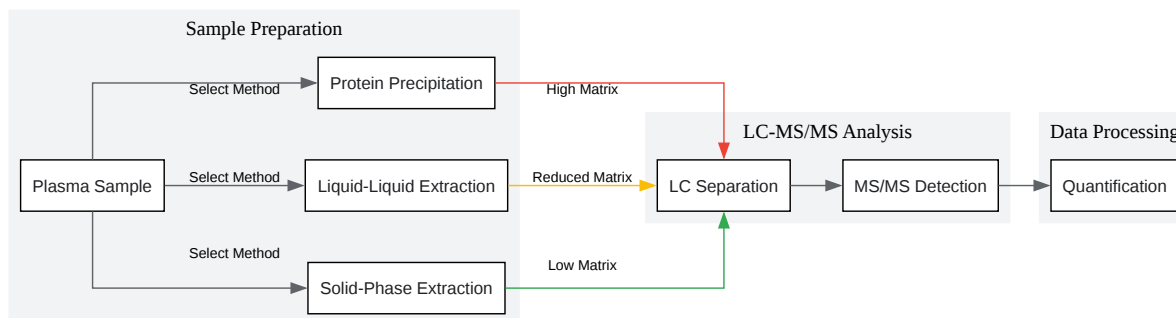 Sample Preparation
Select Method
Protein Precipitation
High Matrix
LC-MS/MS Analysis
Data Processing
Plasma Sample
Select Method
Liquid-Liquid Extraction
Reduced Matrix
LC Separation
MS/MS Detection
Quantification
Select Method
Solid-Phase Extraction
Low Matrix